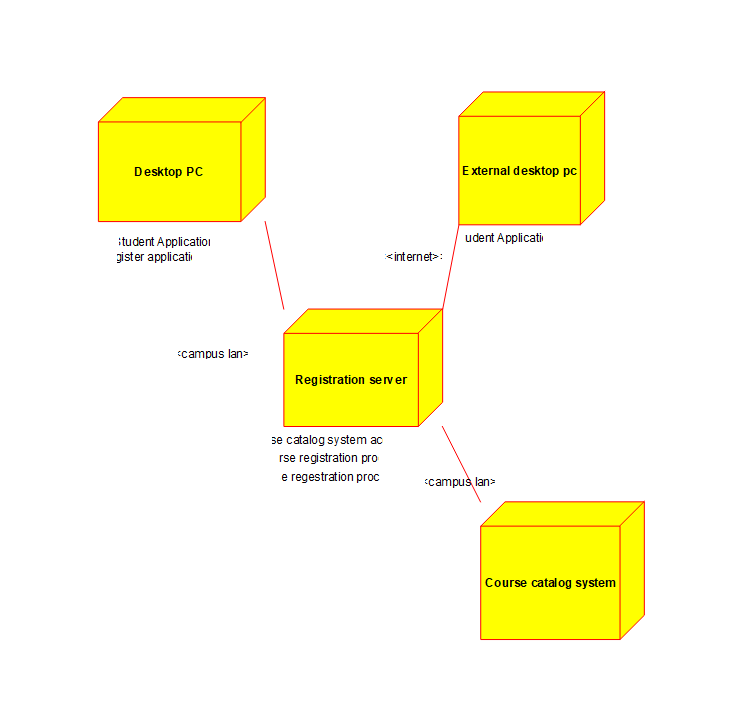 Desktop PC
External desktop pc
Student Application
gister applicati
udent Applicati
<internet>
<campus lan>
Registration server
se catalog system ac
rse registration pro
e regestration proc
<campus lan>
Course catalog system